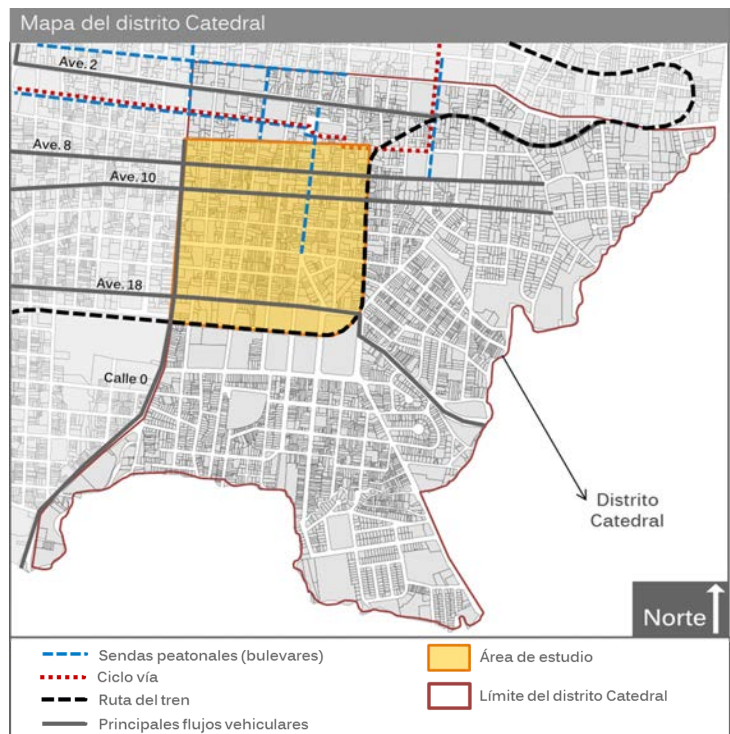 Mapa del distrito Catedral
Ave. 2
Ave. 8
Ave. 10
Ave. 18
Calle 0
Distrito
Catedral
Norte
Sendas peatonales (bulevares)
Ciclo vía
Ruta del tren
Principales flujos vehiculares
Área de estudio
Límite del distrito Catedral